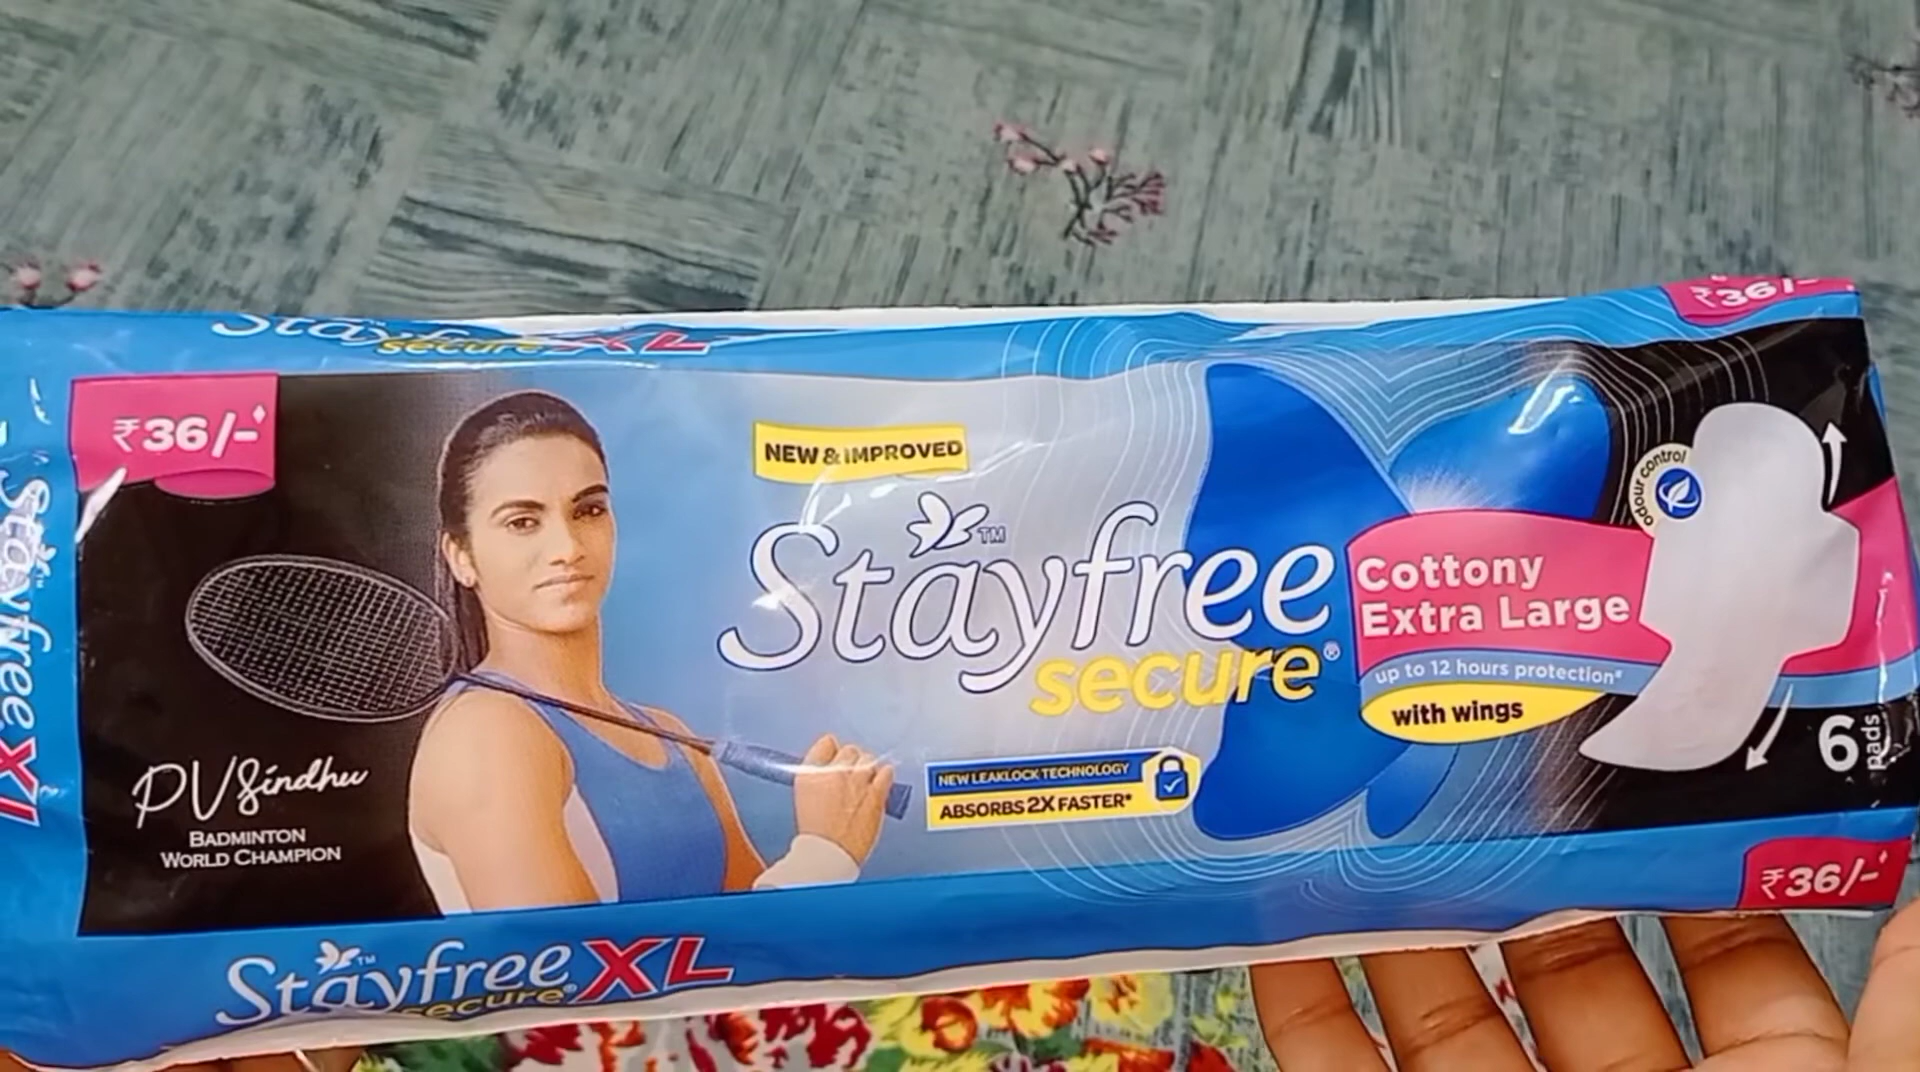 Stayfree XL
secure
₹36/-
₹36/-♦
NEW & IMPROVED
Stayfree™
secure®
Cottony
Extra Large
up to 12 hours protection*
with wings
odour control
6 pads
NEW LEAKLOCK TECHNOLOGY
ABSORBS 2X FASTER*
PV Sindhu
BADMINTON
WORLD CHAMPION
₹36/-♦
Stayfree™ XL
secure®
Stayfree XL